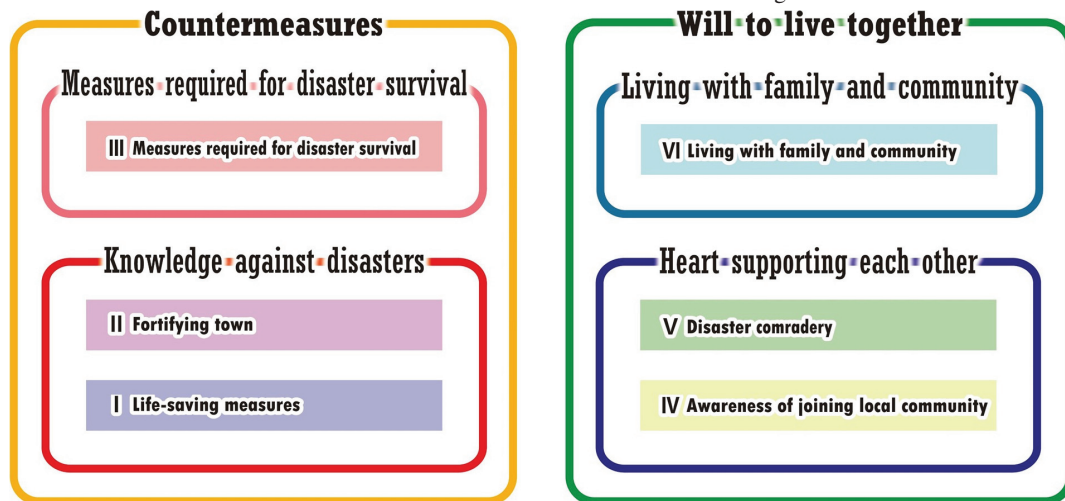 Countermeasures
Measures required for disaster survival
III Measures required for disaster survival
Knowledge against disasters
II Fortifying town
I Life-saving measures
Will to live together
Living with family and community
VI Living with family and community
Heart supporting each other
V Disaster comradery
IV Awareness of joining local community